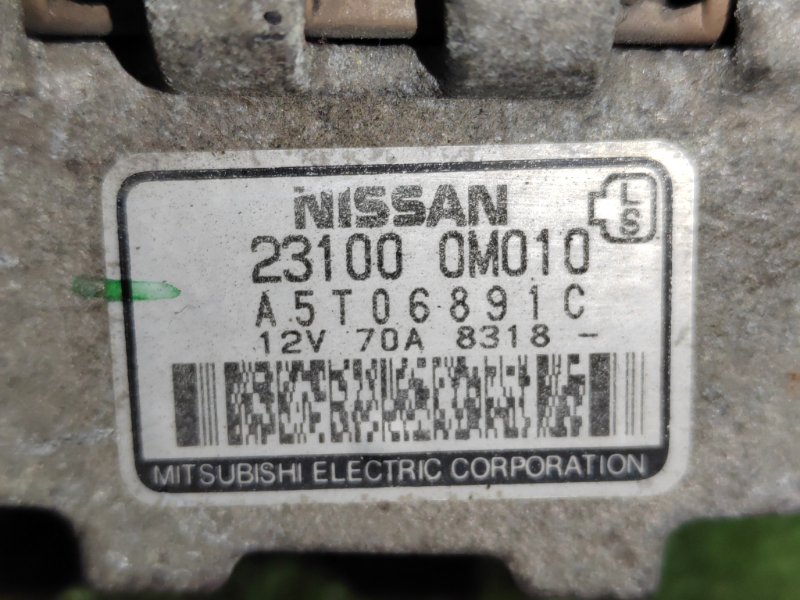 NISSAN
L
S
23100 0M010
A5T06891C
12V 70A 8318 -
MITSUBISHI ELECTRIC CORPORATION